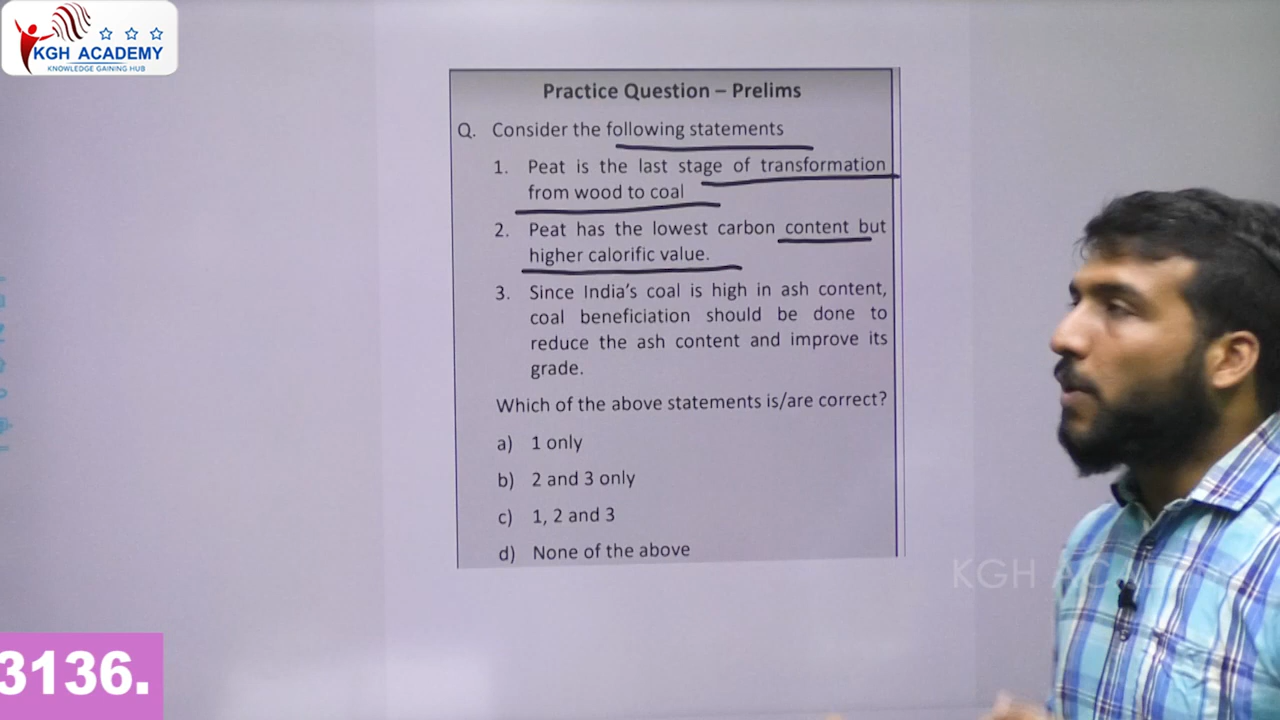 KGH ACADEMY
KNOWLEDGE GAINING HUB
Practice Question – Prelims
Q. Consider the following statements
1. Peat is the last stage of transformation
from wood to coal
2. Peat has the lowest carbon content but
higher calorific value.
3. Since India's coal is high in ash content,
coal beneficiation should be done to
reduce the ash content and improve its
grade.
Which of the above statements is/are correct?
a) 1 only
b) 2 and 3 only
c) 1, 2 and 3
d) None of the above
KGH
3136.